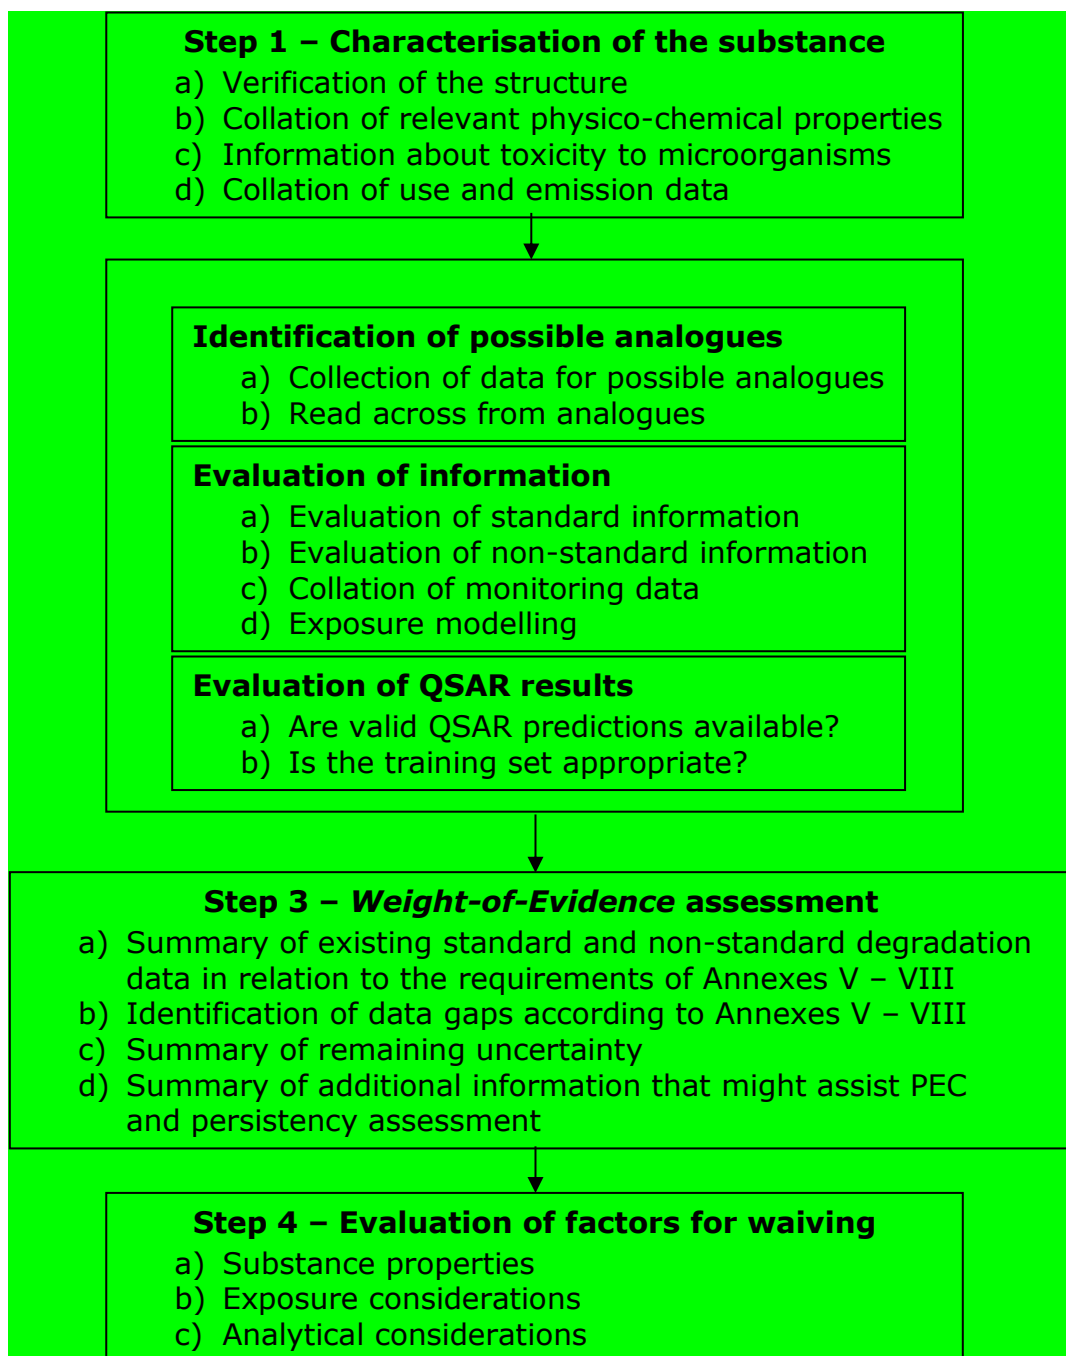 Step 1 – Characterisation of the substance
a) Verification of the structure
b) Collation of relevant physico-chemical properties
c) Information about toxicity to microorganisms
d) Collation of use and emission data
Identification of possible analogues
a) Collection of data for possible analogues
b) Read across from analogues
Evaluation of information
a) Evaluation of standard information
b) Evaluation of non-standard information
c) Collation of monitoring data
d) Exposure modelling
Evaluation of QSAR results
a) Are valid QSAR predictions available?
b) Is the training set appropriate?
Step 3 – Weight-of-Evidence assessment
a) Summary of existing standard and non-standard degradation
data in relation to the requirements of Annexes V – VIII
b) Identification of data gaps according to Annexes V – VIII
c) Summary of remaining uncertainty
d) Summary of additional information that might assist PEC
and persistency assessment
Step 4 – Evaluation of factors for waiving
a) Substance properties
b) Exposure considerations
c) Analytical considerations